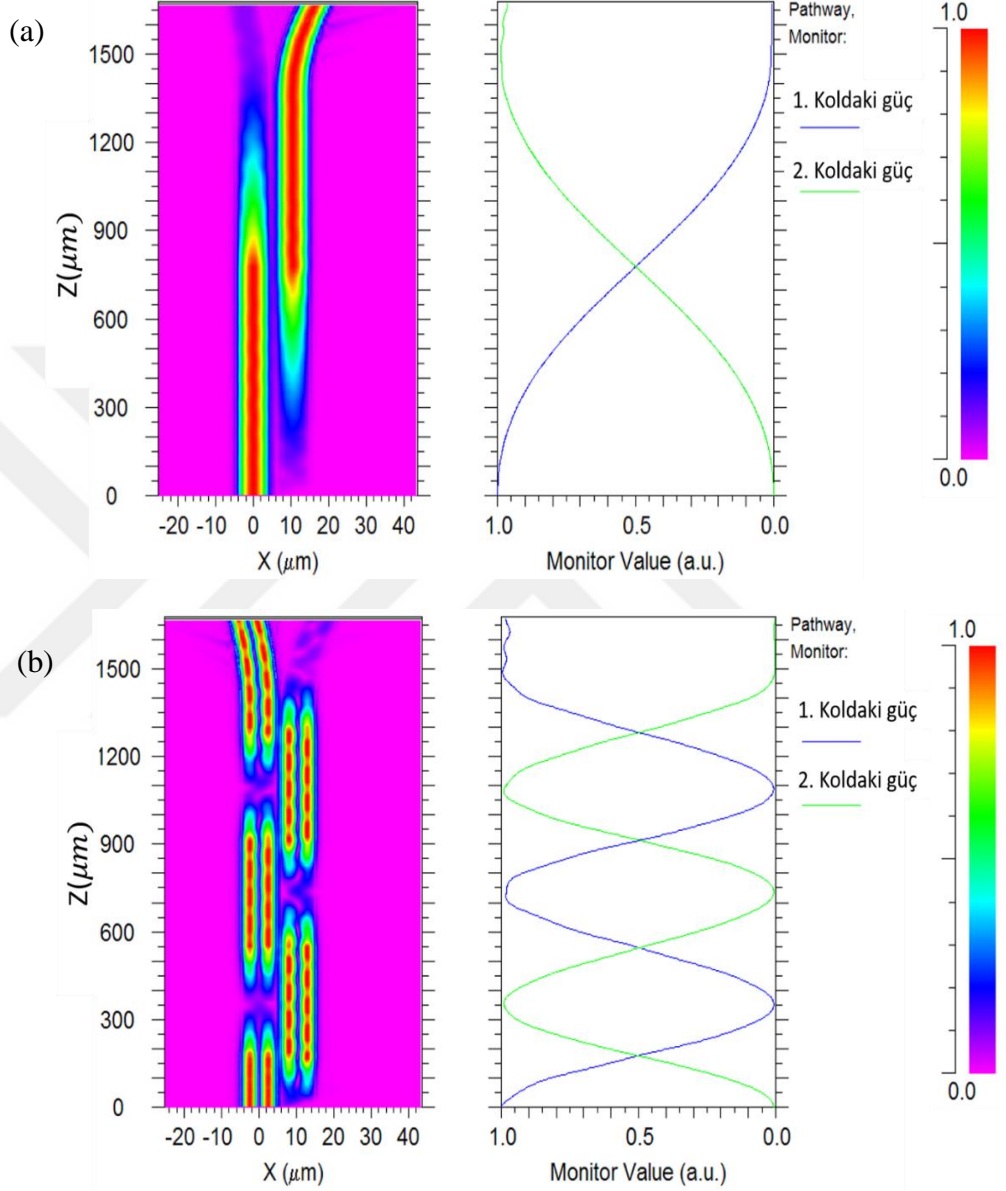 (a)
1500
1200
900
600
300
0
Z(μm)
-20 -10 0 10 20 30 40
X (μm)
1.0 0.5 0.0
Monitor Value (a.u.)
Pathway,
Monitor:
1. Koldaki güç
2. Koldaki güç
1.0
0.0
(b)
1500
1200
900
600
300
0
Z(μm)
-20 -10 0 10 20 30 40
X (μm)
1.0 0.5 0.0
Monitor Value (a.u.)
Pathway,
Monitor:
1. Koldaki güç
2. Koldaki güç
1.0
0.0